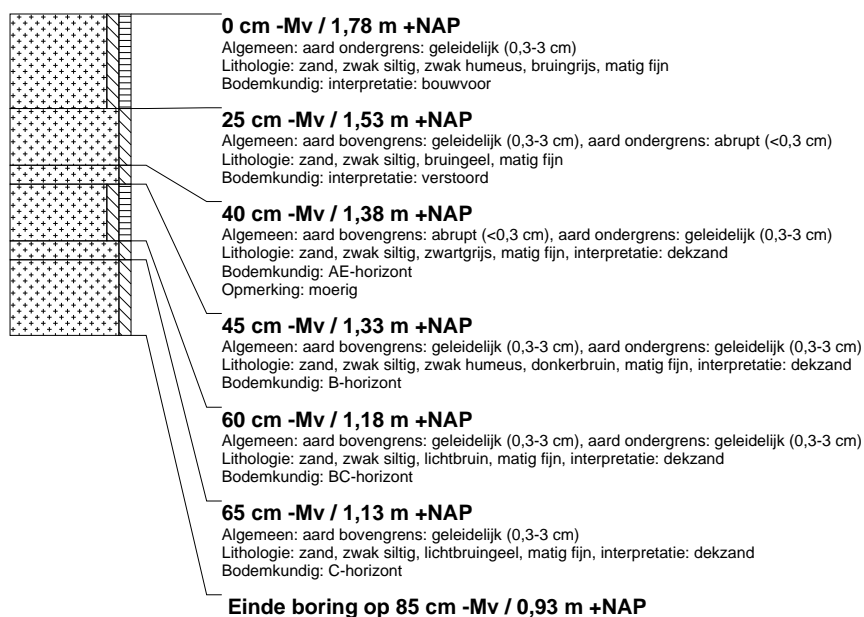 0 cm -Mv / 1,78 m +NAP
Algemeen: aard ondergrens: geleidelijk (0,3-3 cm)
Lithologie: zand, zwak siltig, zwak humeus, bruingrijs, matig fijn
Bodemkundig: interpretatie: bouwvoor
25 cm -Mv / 1,53 m +NAP
Algemeen: aard bovengrens: geleidelijk (0,3-3 cm), aard ondergrens: abrupt (<0,3 cm)
Lithologie: zand, zwak siltig, bruingeel, matig fijn
Bodemkundig: interpretatie: verstoord
40 cm -Mv / 1,38 m +NAP
Algemeen: aard bovengrens: abrupt (<0,3 cm), aard ondergrens: geleidelijk (0,3-3 cm)
Lithologie: zand, zwak siltig, zwartgrijs, matig fijn, interpretatie: dekzand
Bodemkundig: AE-horizont
Opmerking: moerig
45 cm -Mv / 1,33 m +NAP
Algemeen: aard bovengrens: geleidelijk (0,3-3 cm), aard ondergrens: geleidelijk (0,3-3 cm)
Lithologie: zand, zwak siltig, zwak humeus, donkerbruin, matig fijn, interpretatie: dekzand
Bodemkundig: B-horizont
60 cm -Mv / 1,18 m +NAP
Algemeen: aard bovengrens: geleidelijk (0,3-3 cm), aard ondergrens: geleidelijk (0,3-3 cm)
Lithologie: zand, zwak siltig, lichtbruin, matig fijn, interpretatie: dekzand
Bodemkundig: BC-horizont
65 cm -Mv / 1,13 m +NAP
Algemeen: aard bovengrens: geleidelijk (0,3-3 cm)
Lithologie: zand, zwak siltig, lichtbruingeel, matig fijn, interpretatie: dekzand
Bodemkundig: C-horizont
Einde boring op 85 cm -Mv / 0,93 m +NAP